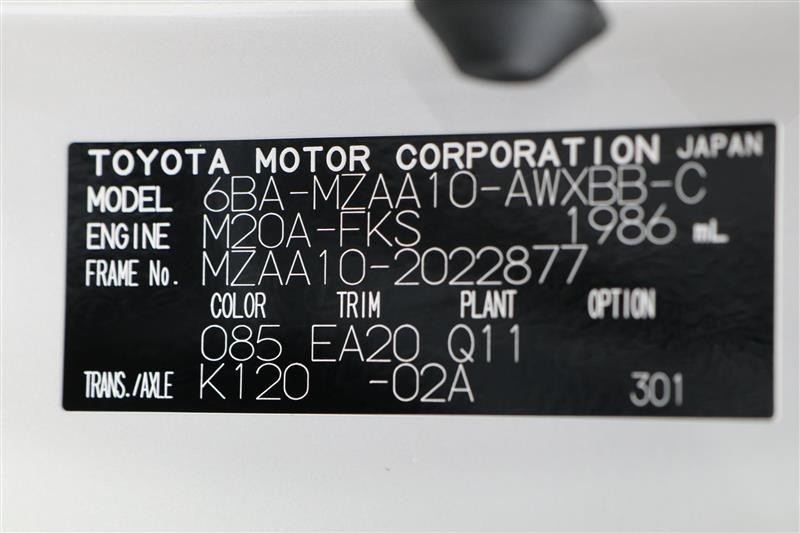 TOYOTA MOTOR CORPORATION JAPAN
MODEL 6BA-MZAA10-AWXBB-C
ENGINE M20A-FKS 1986 mL
FRAME No. MZAA10-2022877
COLOR TRIM PLANT OPTION
085 EA20 Q11
TRANS./AXLE K120 -02A 301